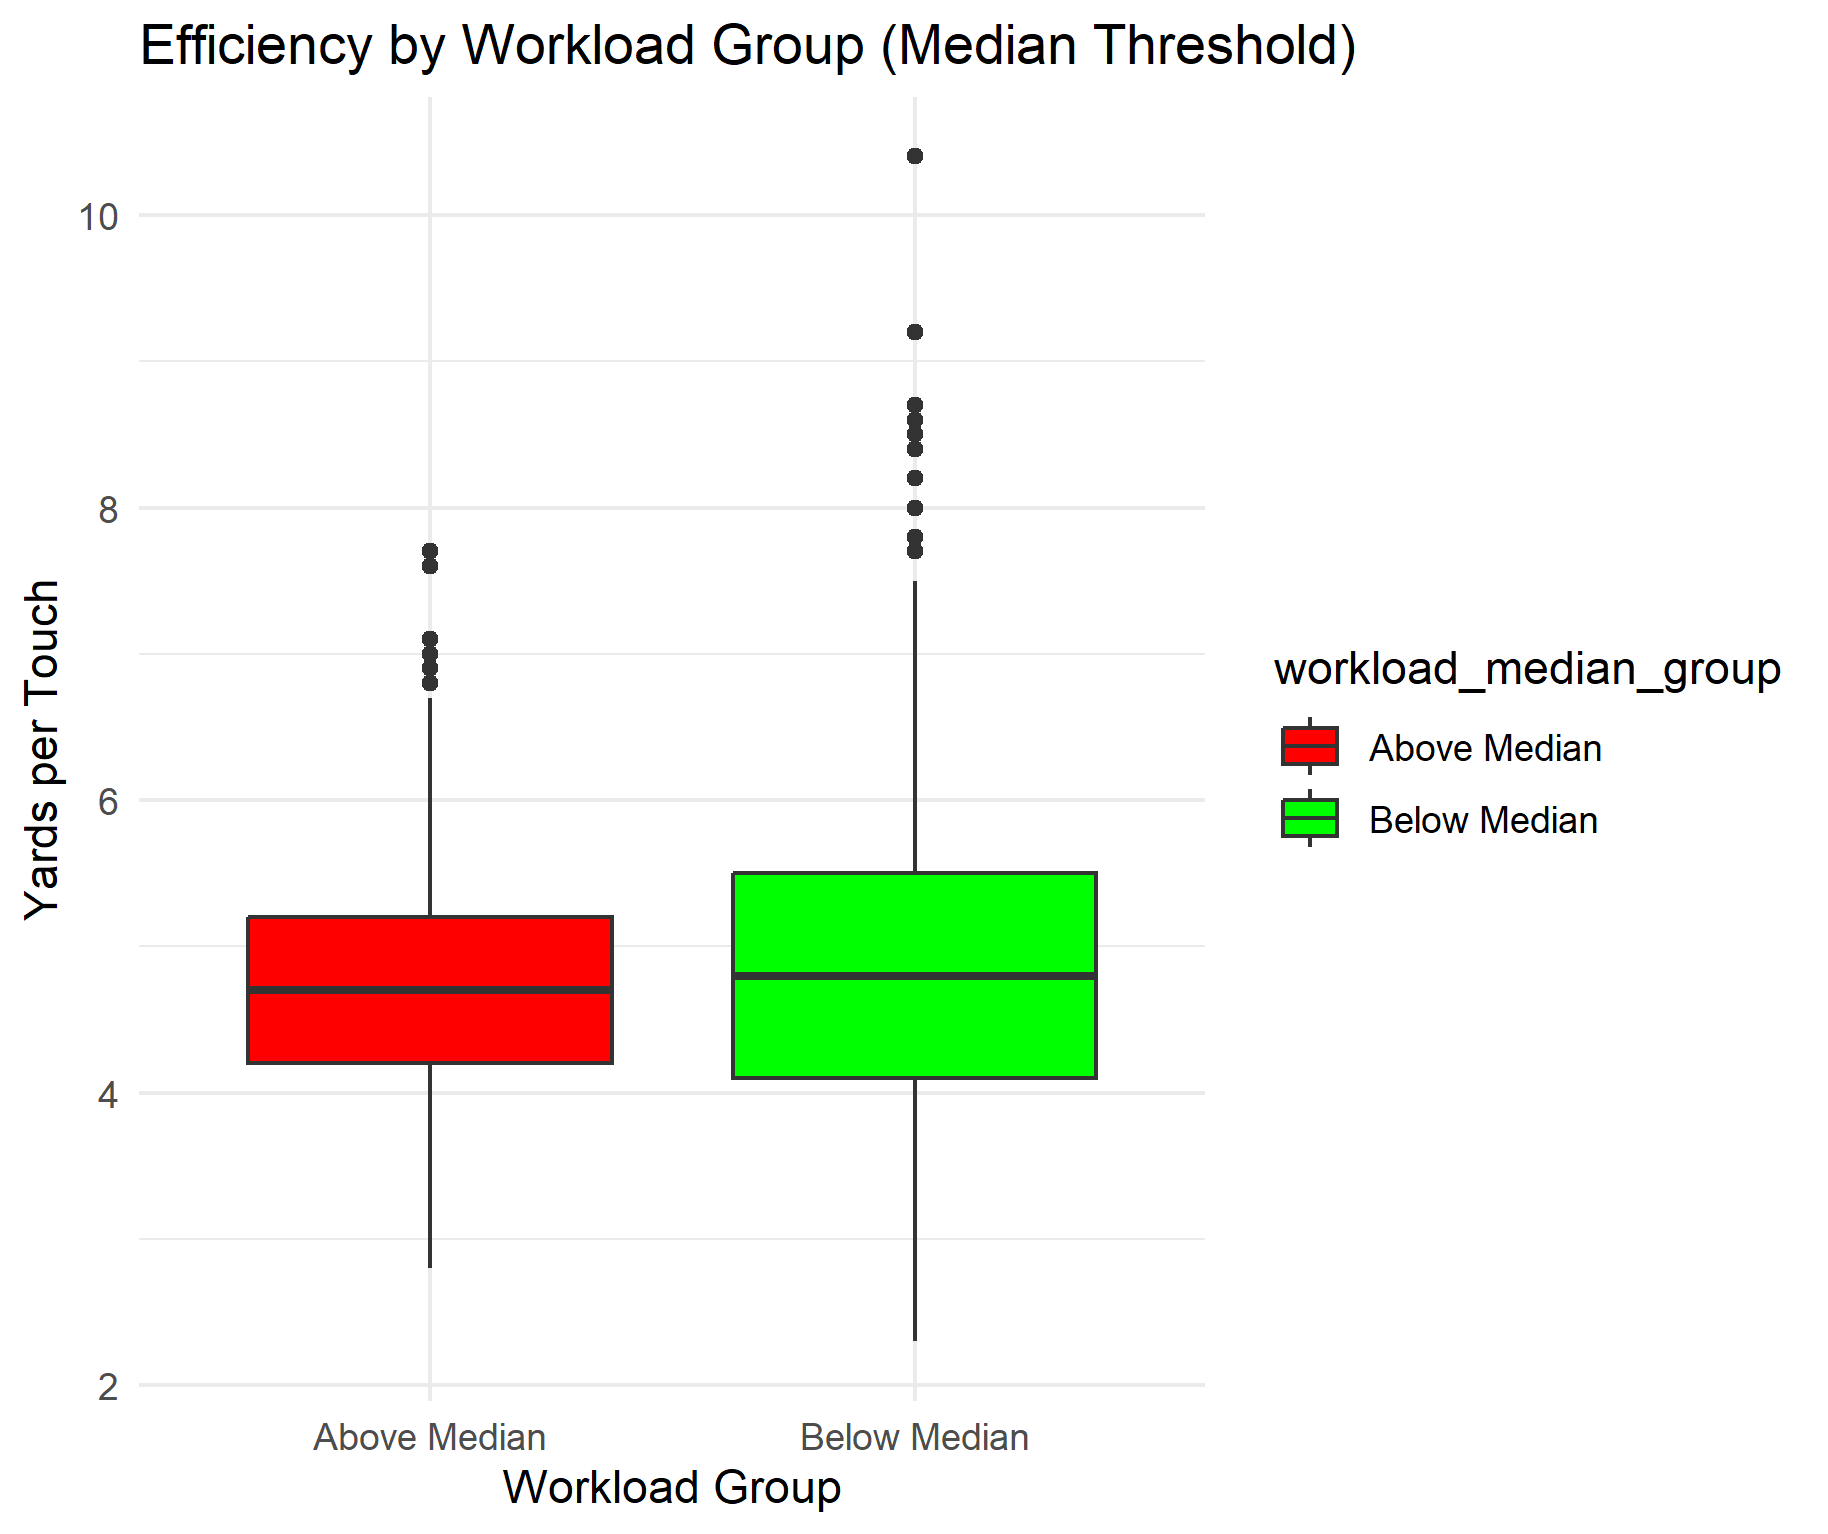 Efficiency by Workload Group (Median Threshold)
10
8
6
4
2
Yards per Touch
Above Median
Below Median
Workload Group
workload_median_group
Above Median
Below Median